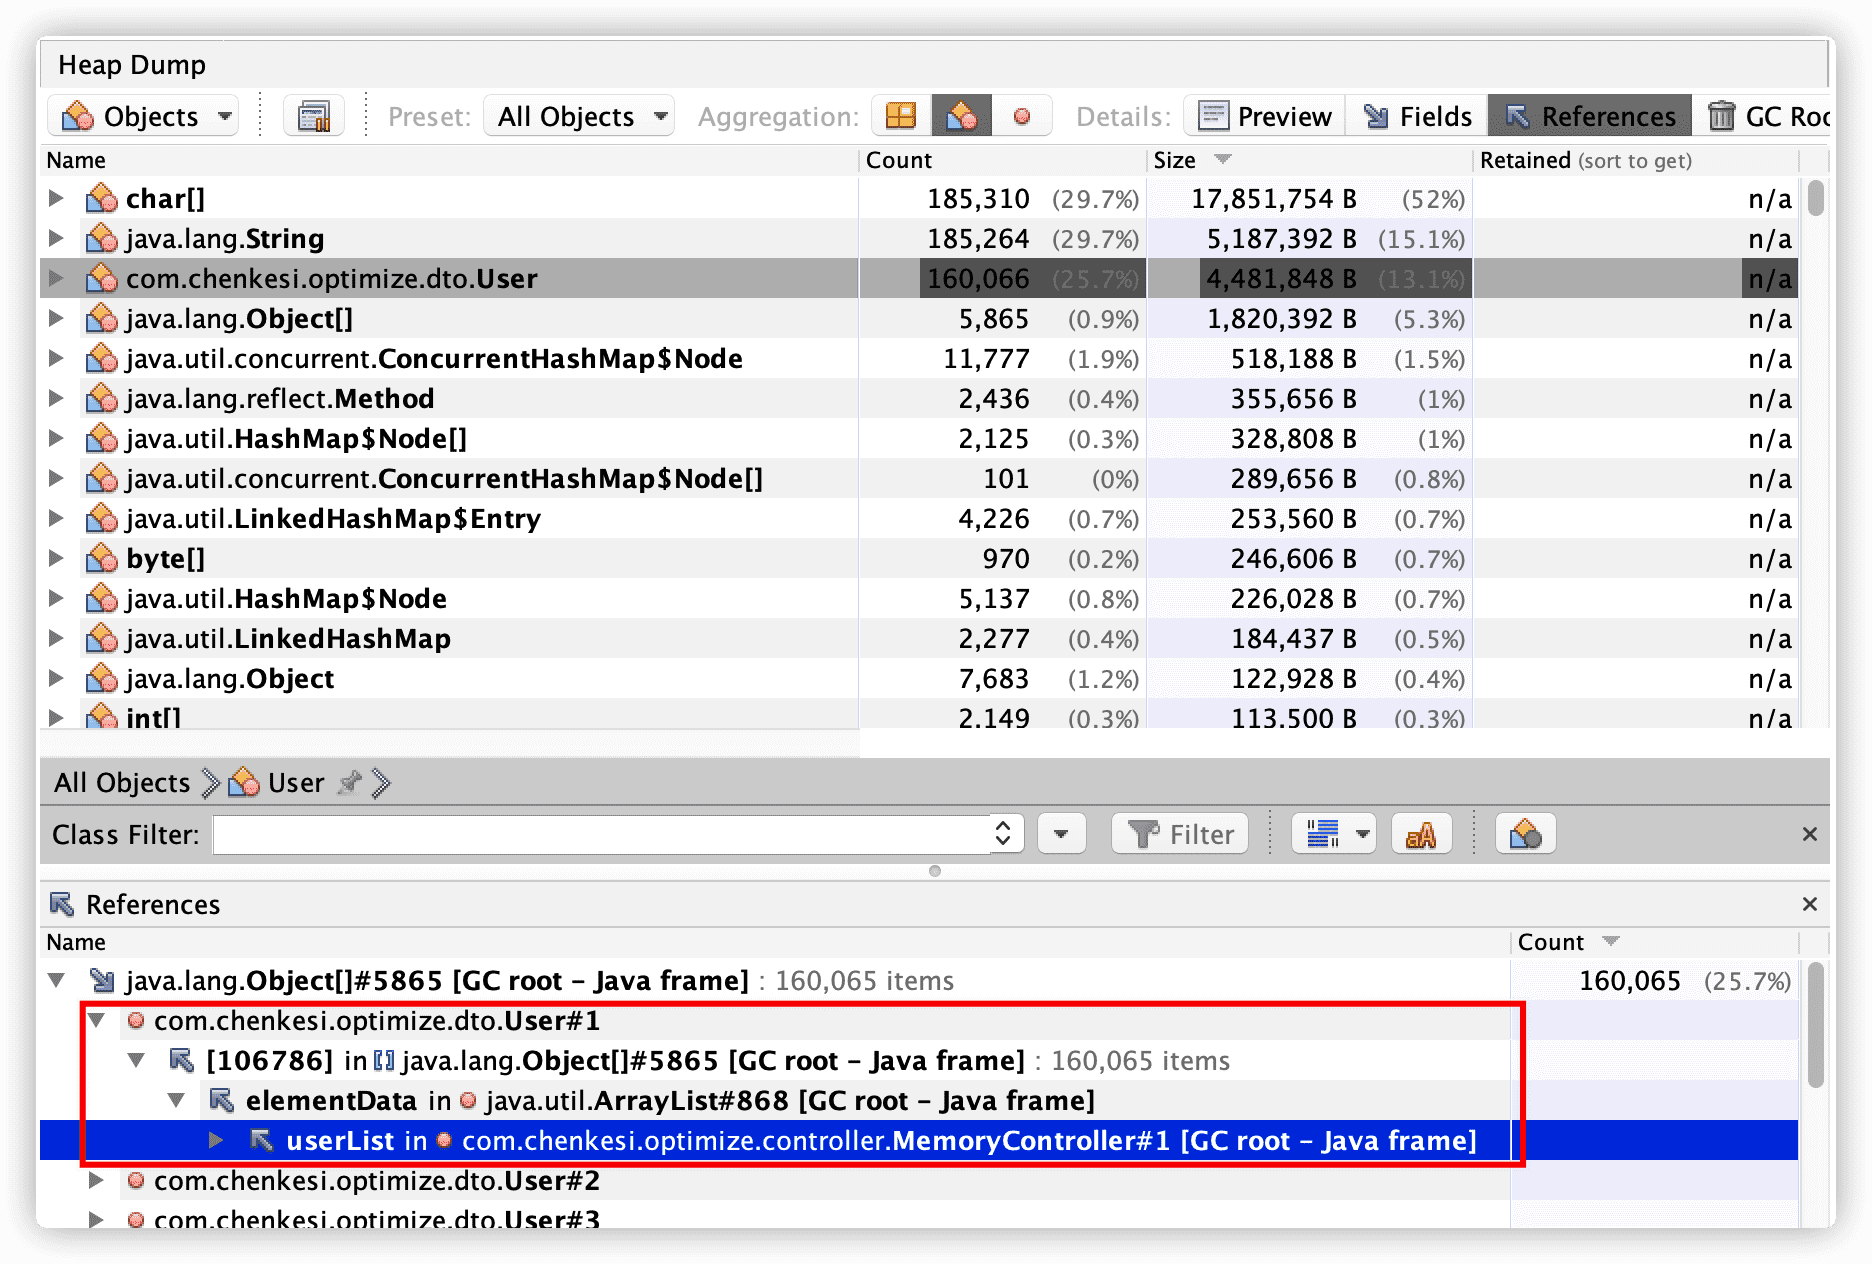 Heap Dump
Objects Preset: All Objects Aggregation: Details: Preview Fields References GC Roo
Name Count Size Retained (sort to get)
char[] 185,310 (29.7%) 17,851,754 B (52%) n/a
java.lang.String 185,264 (29.7%) 5,187,392 B (15.1%) n/a
com.chenkesi.optimize.dto.User 160,066 (25.7%) 4,481,848 B (13.1%) n/a
java.lang.Object[] 5,865 (0.9%) 1,820,392 B (5.3%) n/a
java.util.concurrent.ConcurrentHashMap$Node 11,777 (1.9%) 518,188 B (1.5%) n/a
java.lang.reflect.Method 2,436 (0.4%) 355,656 B (1%) n/a
java.util.HashMap$Node[] 2,125 (0.3%) 328,808 B (1%) n/a
java.util.concurrent.ConcurrentHashMap$Node[] 101 (0%) 289,656 B (0.8%) n/a
java.util.LinkedHashMap$Entry 4,226 (0.7%) 253,560 B (0.7%) n/a
byte[] 970 (0.2%) 246,606 B (0.7%) n/a
java.util.HashMap$Node 5,137 (0.8%) 226,028 B (0.7%) n/a
java.util.LinkedHashMap 2,277 (0.4%) 184,437 B (0.5%) n/a
java.lang.Object 7,683 (1.2%) 122,928 B (0.4%) n/a
int[] 2,149 (0.3%) 113,500 B (0.3%) n/a
All Objects User
Class Filter: Filter
References
Name Count
java.lang.Object[]#5865 [GC root - Java frame] : 160,065 items 160,065 (25.7%)
com.chenkesi.optimize.dto.User#1
[106786] in java.lang.Object[]#5865 [GC root - Java frame] : 160,065 items
elementData in java.util.ArrayList#868 [GC root - Java frame]
userList in com.chenkesi.optimize.controller.MemoryController#1 [GC root - Java frame]
com.chenkesi.optimize.dto.User#2
com.chenkesi.optimize.dto.User#3